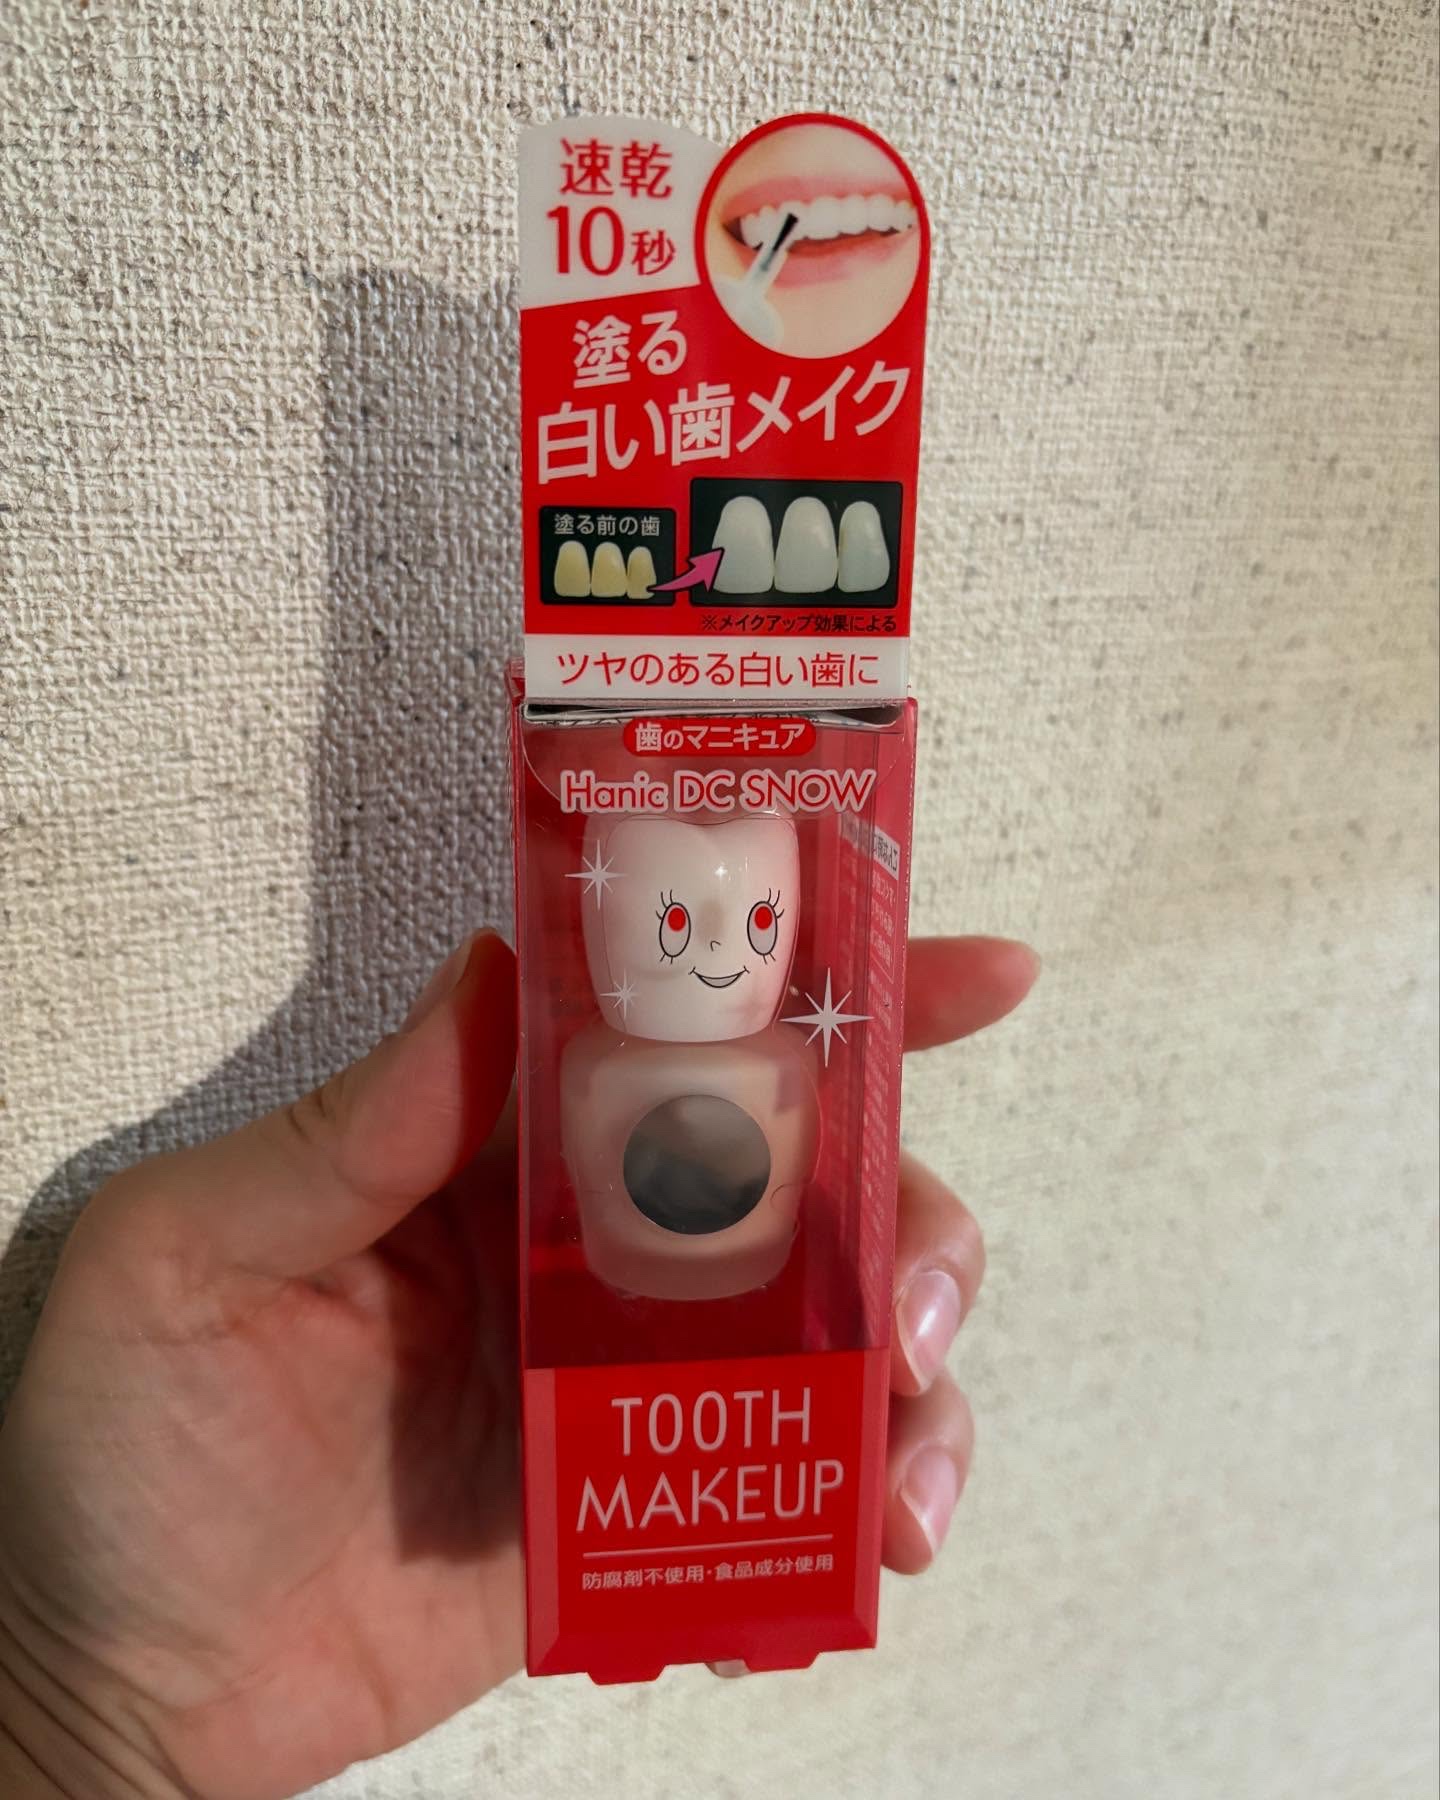 速乾
10秒
塗る
白い歯メイク
塗る前の歯
※メイクアップ効果による
ツヤのある白い歯に
歯のマニキュア
Hanic DC SNOW
TOOTH
MAKEUP
防腐剤不使用・食品成分使用